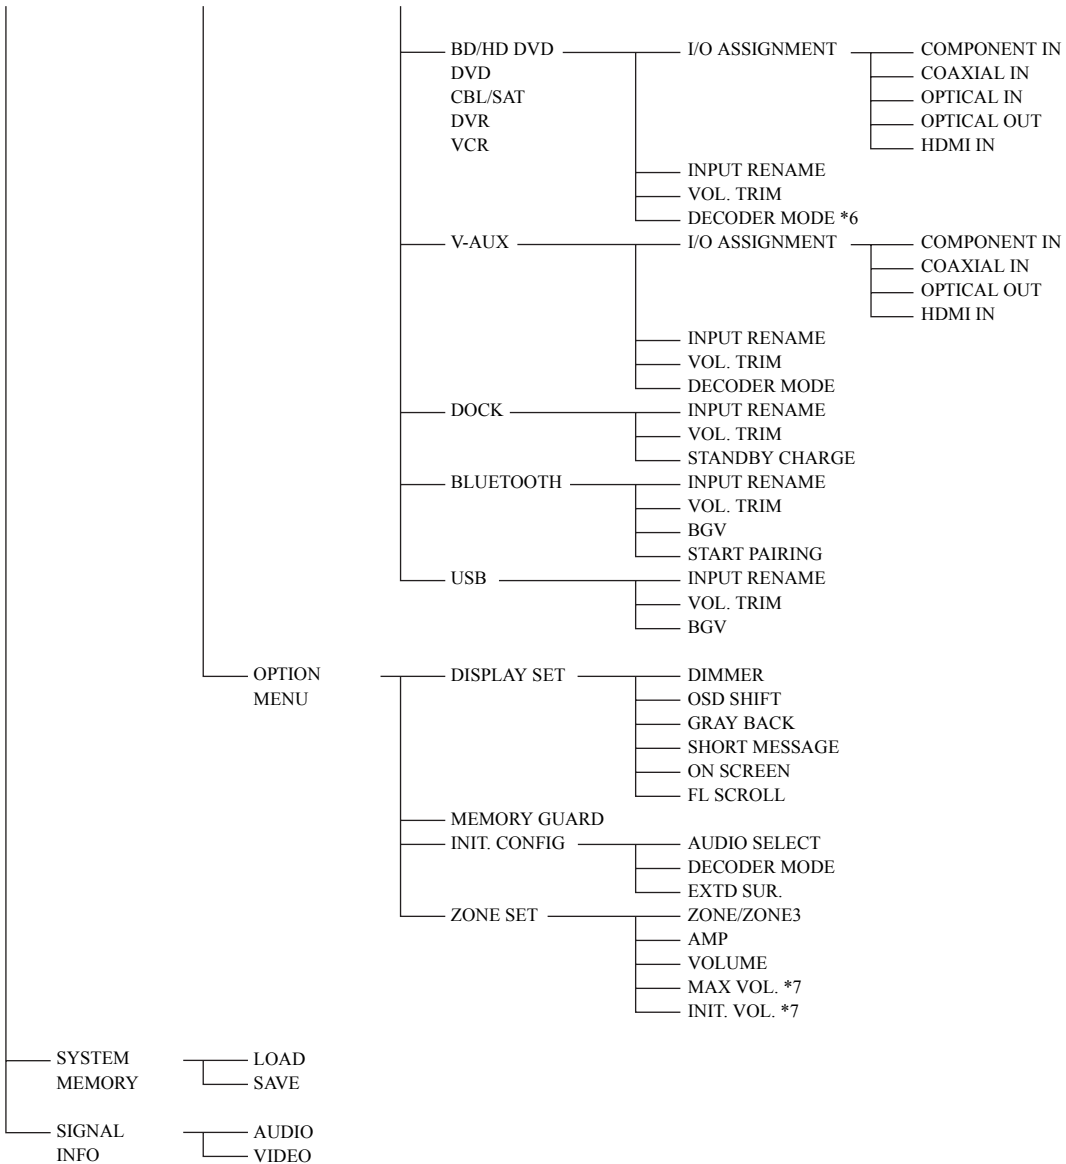 BD/HD DVD I/O ASSIGNMENT COMPONENT IN
DVD COAXIAL IN
CBL/SAT OPTICAL IN
DVR OPTICAL OUT
VCR HDMI IN
INPUT RENAME
VOL. TRIM
DECODER MODE *6
V-AUX I/O ASSIGNMENT COMPONENT IN
COAXIAL IN
OPTICAL OUT
HDMI IN
INPUT RENAME
VOL. TRIM
DECODER MODE
DOCK INPUT RENAME
VOL. TRIM
STANDBY CHARGE
BLUETOOTH INPUT RENAME
VOL. TRIM
BGV
START PAIRING
USB INPUT RENAME
VOL. TRIM
BGV
OPTION DISPLAY SET DIMMER
MENU OSD SHIFT
GRAY BACK
SHORT MESSAGE
ON SCREEN
FL SCROLL
MEMORY GUARD
INIT. CONFIG AUDIO SELECT
DECODER MODE
EXTD SUR.
ZONE SET ZONE/ZONE3
AMP
VOLUME
MAX VOL. *7
INIT. VOL. *7
SYSTEM LOAD
MEMORY SAVE
SIGNAL AUDIO
INFO VIDEO